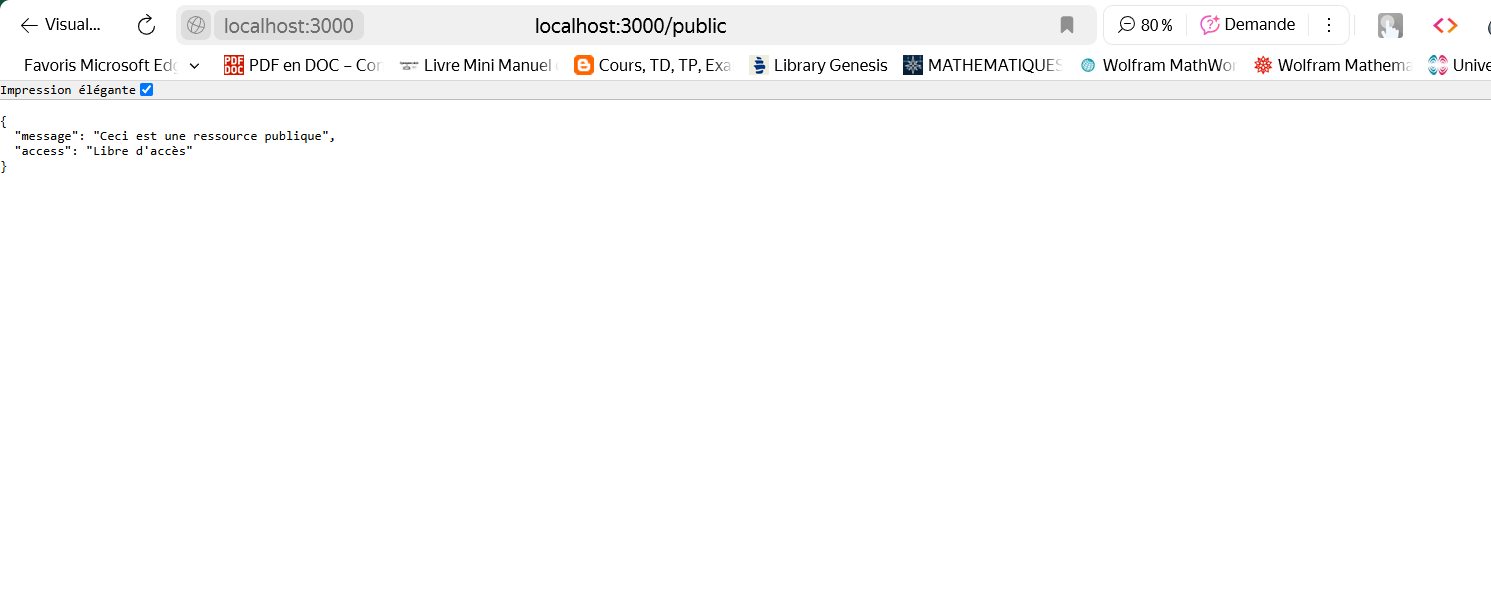 Visual... localhost:3000 localhost:3000/public 80 % Demande
Favoris Microsoft Edg PDF en DOC – Con Livre Mini Manuel Cours, TD, TP, Exa Library Genesis MATHEMATIQUES Wolfram MathWor Wolfram Mathema Unive
Impression élégante
{
"message": "Ceci est une ressource publique",
"access": "Libre d'accès"
}